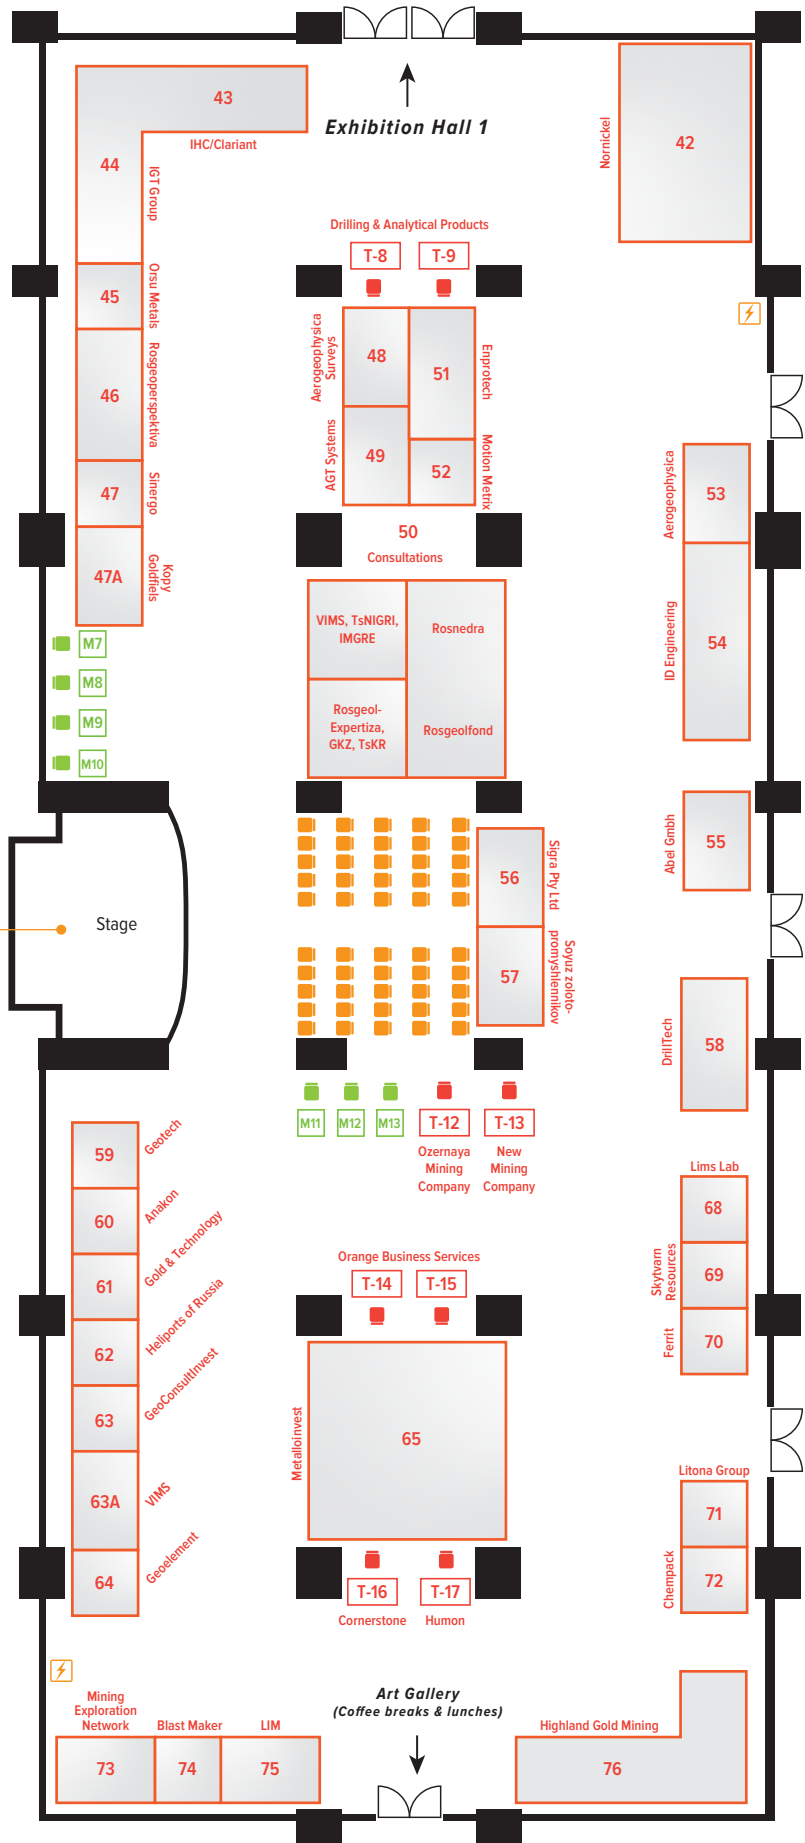 Exhibition Hall 1
43
IHC/Clariant
44
IGT Group
42
Nornickel
Drilling & Analytical Products
T-8
T-9
45
Orsu Metals
46
Rosgeoperspektiva
47
Sinergo
47A
Kopy
Goldfiels
48
Aerogeophysica
Surveys
51
Enprotech
49
AGT Systems
52
Motion Metrix
50
Consultations
53
Aerogeophysica
54
ID Engineering
VIMS, TsNIGRI,
IMGRE
Rosnedra
Rosgeol-
Expertiza,
GKZ, TsKR
Rosgeolfond
M7
M8
M9
M10
Stage
56
Sigra Pty Ltd
57
Soyuz zoloto-
promyshlennikov
55
Abel Gmbh
58
DrillTech
M11
M12
M13
T-12
T-13
Ozernaya
Mining
Company
New
Mining
Company
59
Geotech
60
Anakon
61
Gold & Technology
62
Heliports of Russia
63
GeoConsultInvest
63A
VIMS
64
Geoelement
Lims Lab
68
69
Skytvarn
Resources
70
Ferrit
Orange Business Services
T-14
T-15
65
Metalloinvest
T-16
T-17
Cornerstone
Humon
Litona Group
71
72
Chempack
Art Gallery
(Coffee breaks & lunches)
Mining
Exploration
Network
Blast Maker
LIM
73
74
75
Highland Gold Mining
76